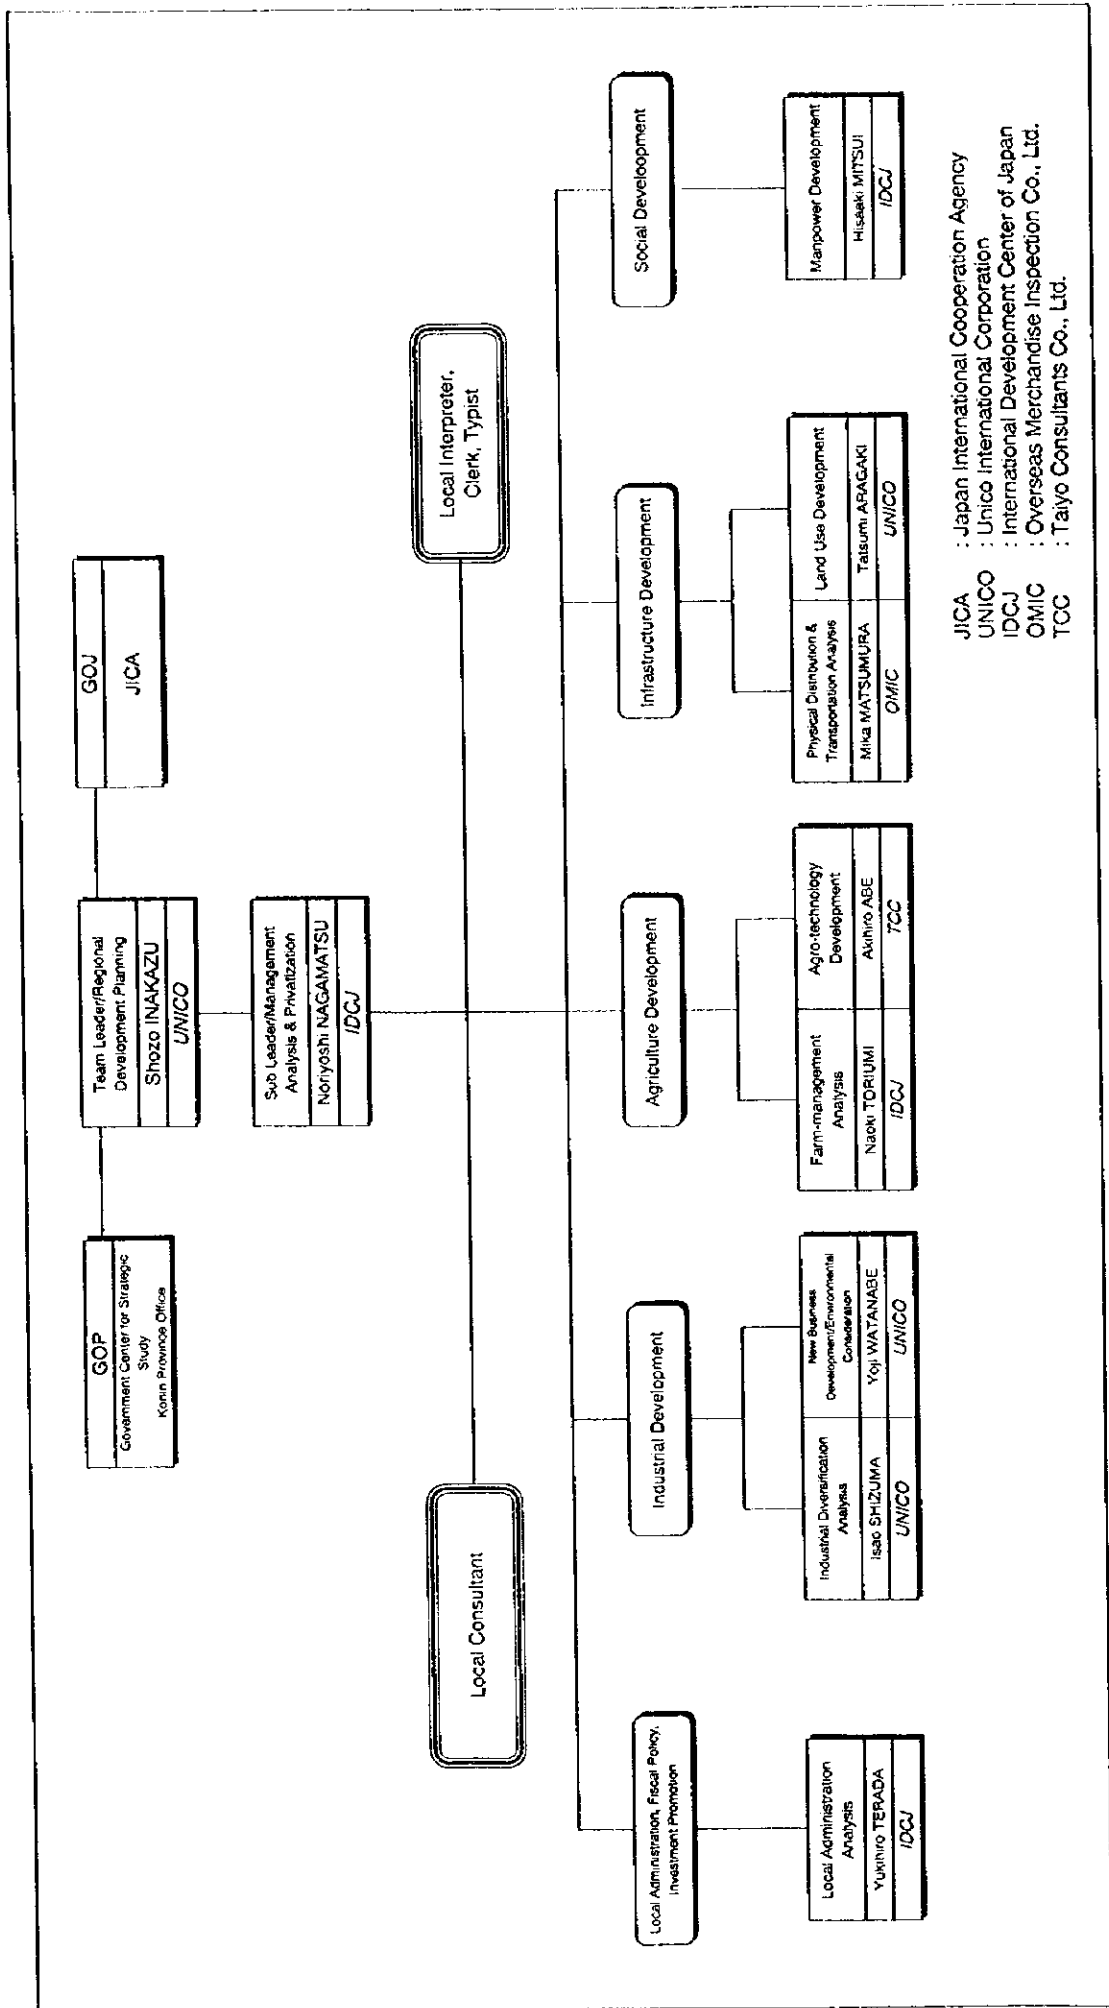 GOP
Government Center for Strategic
Study
Konin Province Office
Team Leader/Regional
Development Planning
Shozo INAKAZU
UNICO
GOJ
JICA
Sub Leader/Management
Analysis & Privatization
Noriyoshi NAGAMATSU
IDCJ
Local Consultant
Local Interpreter,
Clerk, Typist
Local Administration, Fiscal Policy,
Investment Promotion
Industrial Development
Agriculture Development
Infrastructure Development
Social Develoopment
Local Administration
Analysis
Yukihiro TERADA
IDCJ
Industrial Diversification
Analysis
Isao SHIZUMA
UNICO
New Business
Development/Environmental
Consideration
Yoji WATANABE
UNICO
Farm-management
Analysis
Naoki TORIUMI
IDCJ
Agro-technology
Development
Akihiro ABE
TCC
Physical Distribution &
Transportation Analysis
Mika MATSUMURA
OMIC
Land Use Development
Tatsumi ARAGAKI
UNICO
Manpower Development
Hisaaki MITSUI
IDCJ
JICA : Japan International Cooperation Agency
UNICO : Unico International Corporation
IDCJ : International Development Center of Japan
OMIC : Overseas Merchandise Inspection Co., Ltd.
TCC : Taiyo Consultants Co., Ltd.